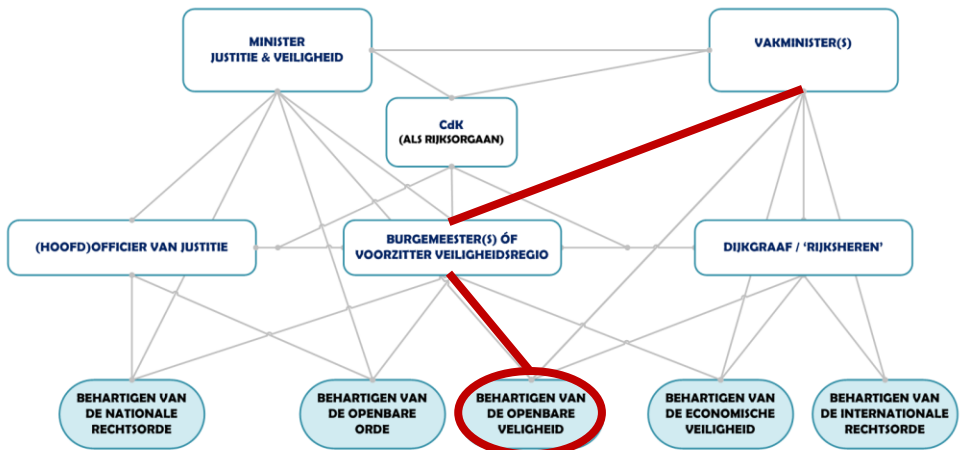 MINISTER
JUSTITIE & VEILIGHEID
VAKMINISTER(S)
CdK
(ALS RIJKSORGAAN)
(HOOFD)OFFICIER VAN JUSTITIE
BURGEMEESTER(S) ÓF
VOORZITTER VEILIGHEIDSREGIO
DIJKGRAAF / ‘RIJKSHEREN’
BEHARTIGEN VAN
DE NATIONALE
RECHTSORDE
BEHARTIGEN VAN
DE OPENBARE
ORDE
BEHARTIGEN VAN
DE OPENBARE
VELIGHEID
BEHARTIGEN VAN
DE ECONOMISCHE
VEILIGHEID
BEHARTIGEN VAN
DE INTERNATIONALE
RECHTSORDE